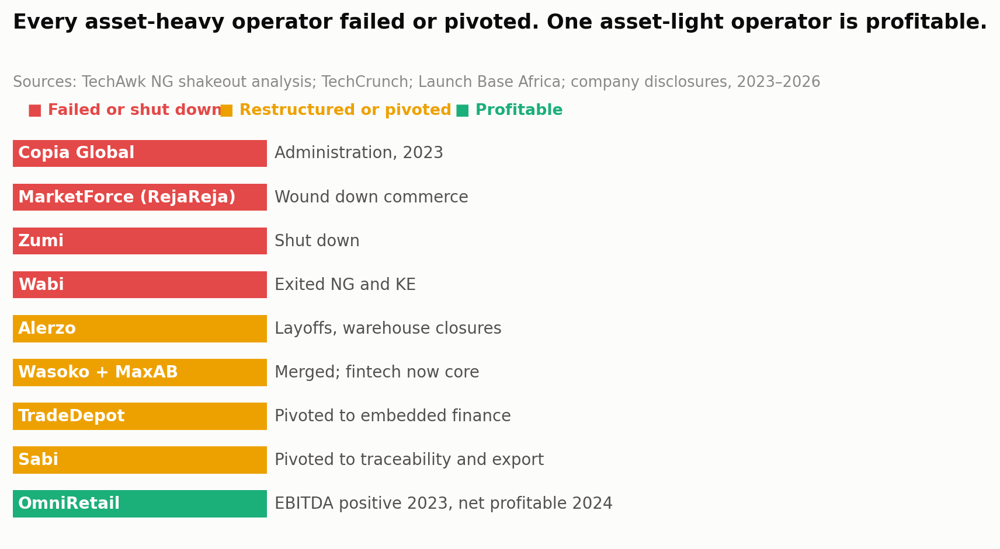 Every asset-heavy operator failed or pivoted. One asset-light operator is profitable.
Sources: TechAwk NG shakeout analysis; TechCrunch; Launch Base Africa; company disclosures, 2023–2026
■ Failed or shut down ■ Restructured or pivoted ■ Profitable
Copia Global Administration, 2023
MarketForce (RejaReja) Wound down commerce
Zumi Shut down
Wabi Exited NG and KE
Alerzo Layoffs, warehouse closures
Wasoko + MaxAB Merged; fintech now core
TradeDepot Pivoted to embedded finance
Sabi Pivoted to traceability and export
OmniRetail EBITDA positive 2023, net profitable 2024